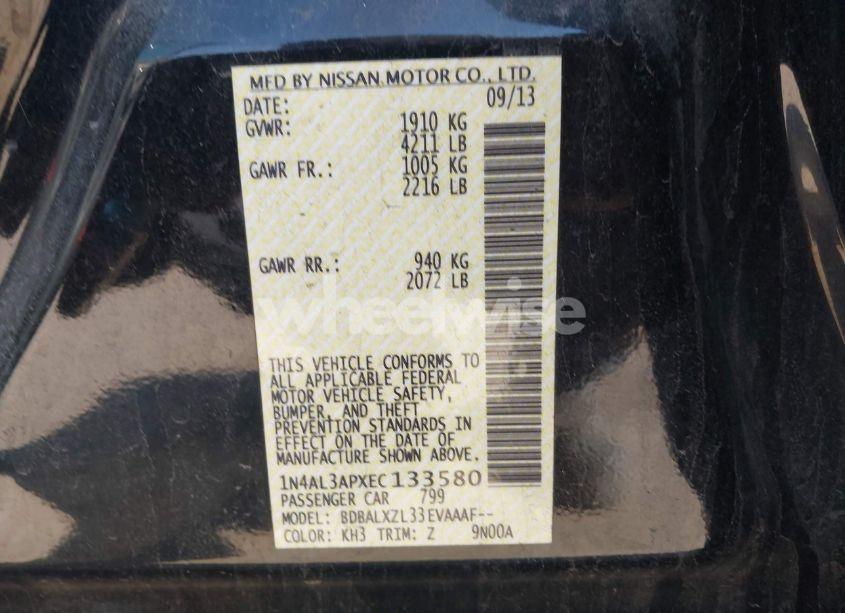 MFD BY NISSAN MOTOR CO., LTD.
DATE: 09/13
GVWR: 1910 KG
4211 LB
GAWR FR.: 1005 KG
2216 LB
GAWR RR.: 940 KG
2072 LB
wheelwise
THIS VEHICLE CONFORMS TO
ALL APPLICABLE FEDERAL
MOTOR VEHICLE SAFETY,
BUMPER, AND THEFT
PREVENTION STANDARDS IN
EFFECT ON THE DATE OF
MANUFACTURE SHOWN ABOVE.
1N4AL3APXEC133580
PASSENGER CAR 799
MODEL: BDBALXZL33EVAAAF--
COLOR: KH3 TRIM: Z 9N00A